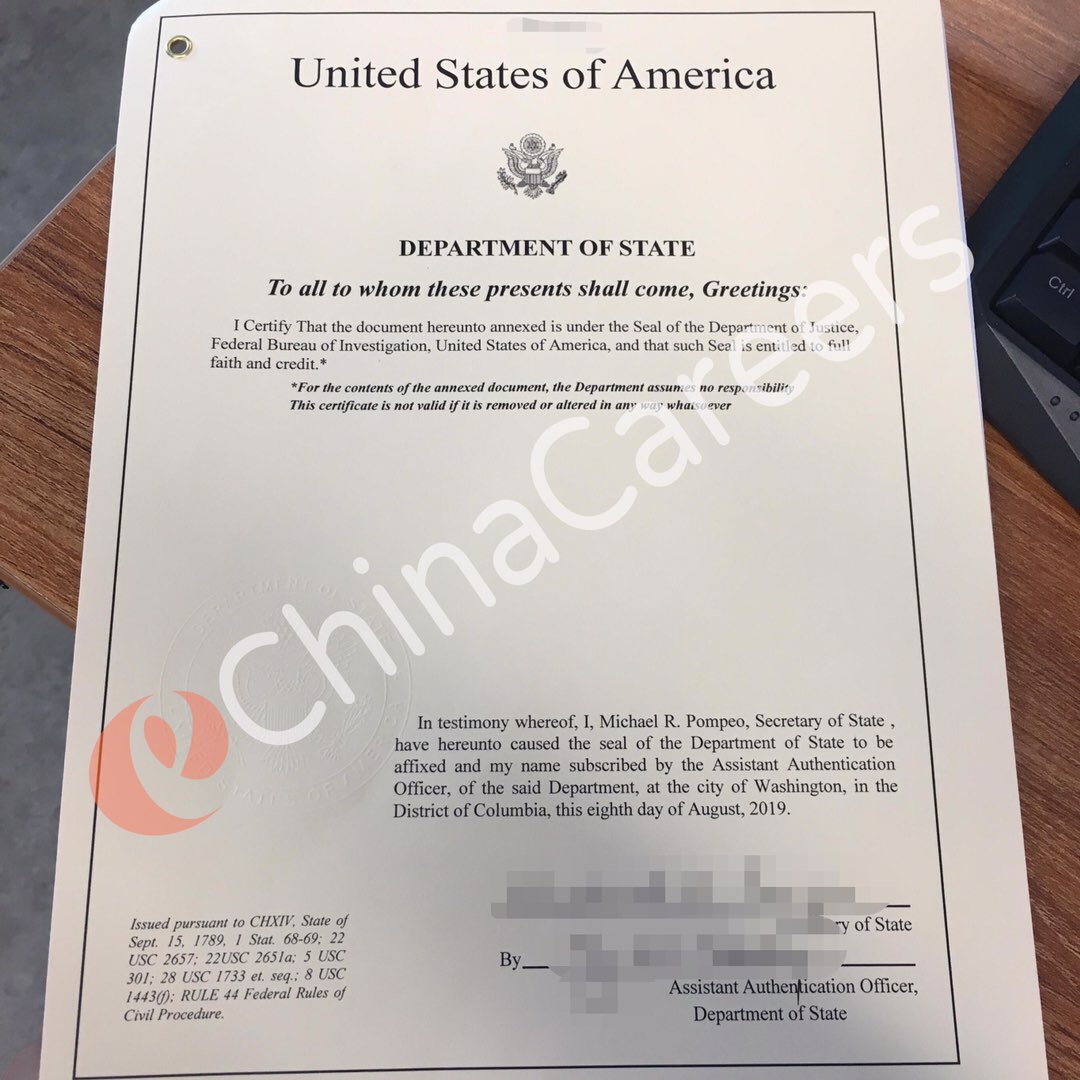 United States of America
DEPARTMENT OF STATE
To all to whom these presents shall come, Greetings:
I Certify That the document hereunto annexed is under the Seal of the Department of Justice,
Federal Bureau of Investigation, United States of America, and that such Seal is entitled to full
faith and credit.*
*For the contents of the annexed document, the Department assumes no responsibility
This certificate is not valid if it is removed or altered in any way whatsoever
eChinaCareers
DEPARTMENT OF STATE
STATES OF AMERICA
In testimony whereof, I, Michael R. Pompeo, Secretary of State ,
have hereunto caused the seal of the Department of State to be
affixed and my name subscribed by the Assistant Authentication
Officer, of the said Department, at the city of Washington, in the
District of Columbia, this eighth day of August, 2019.
ry of State
By
Assistant Authentication Officer,
Department of State
Issued pursuant to CHXIV, State of
Sept. 15, 1789, 1 Stat. 68-69; 22
USC 2657; 22USC 2651a; 5 USC
301; 28 USC 1733 et. seq.; 8 USC
1443(f); RULE 44 Federal Rules of
Civil Procedure.
Ctrl